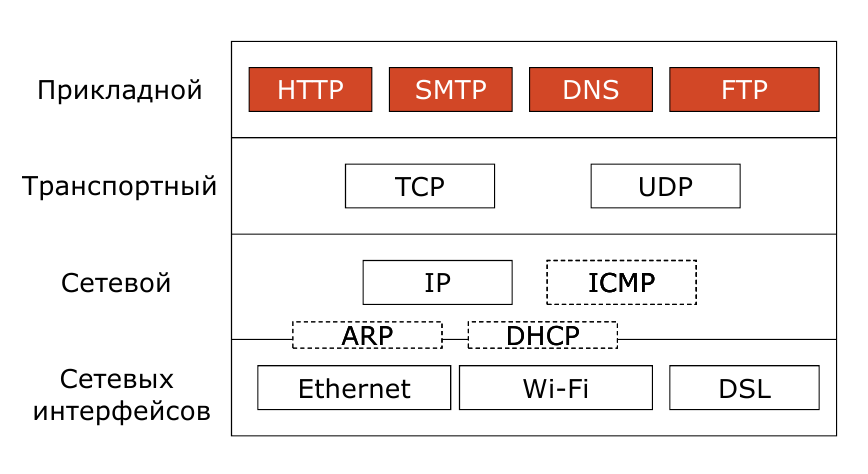 Прикладной
HTTP SMTP DNS FTP
Транспортный
TCP UDP
Сетевой
IP ICMP
ARP DHCP
Сетевых
интерфейсов
Ethernet Wi-Fi DSL